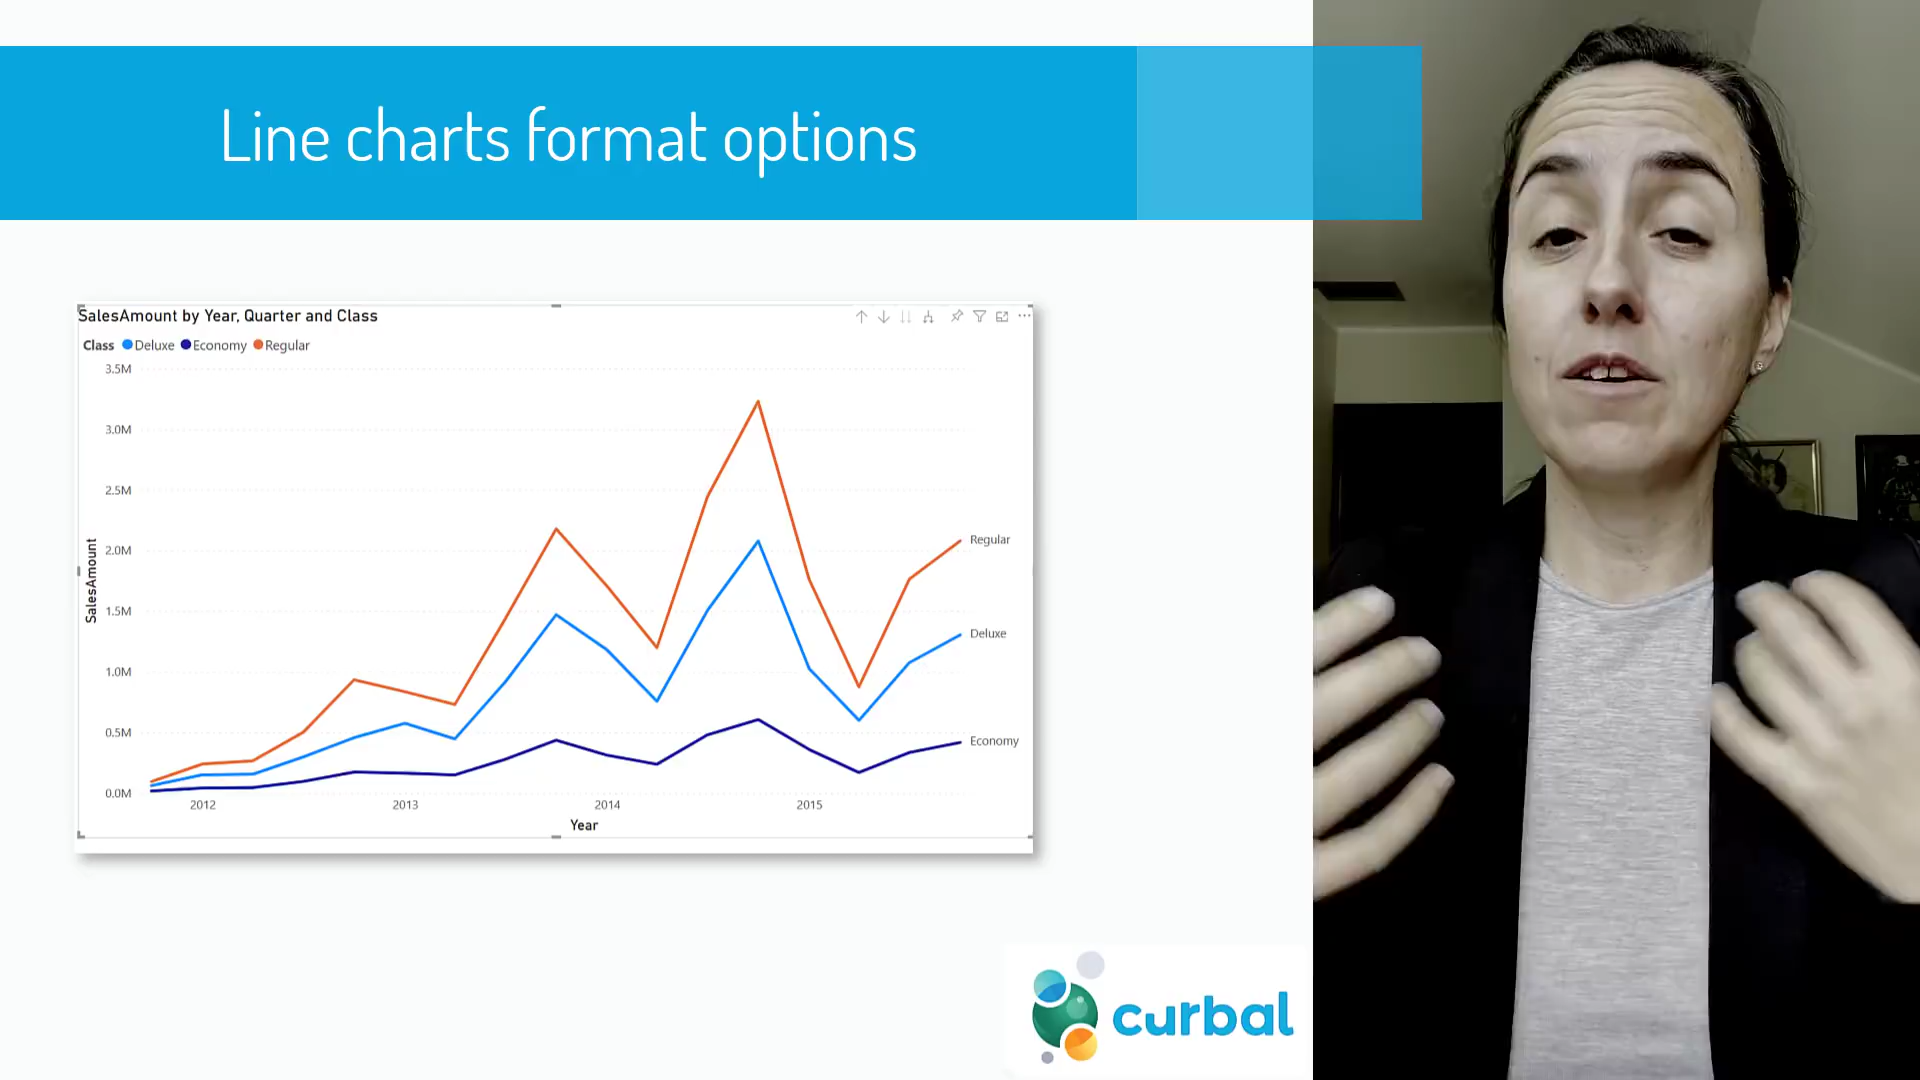 Line charts format options
SalesAmount by Year, Quarter and Class
Class Deluxe Economy Regular
3.5M
3.0M
2.5M
2.0M
1.5M
1.0M
0.5M
0.0M
SalesAmount
Regular
Deluxe
Economy
2012 2013 2014 2015
Year
curbal